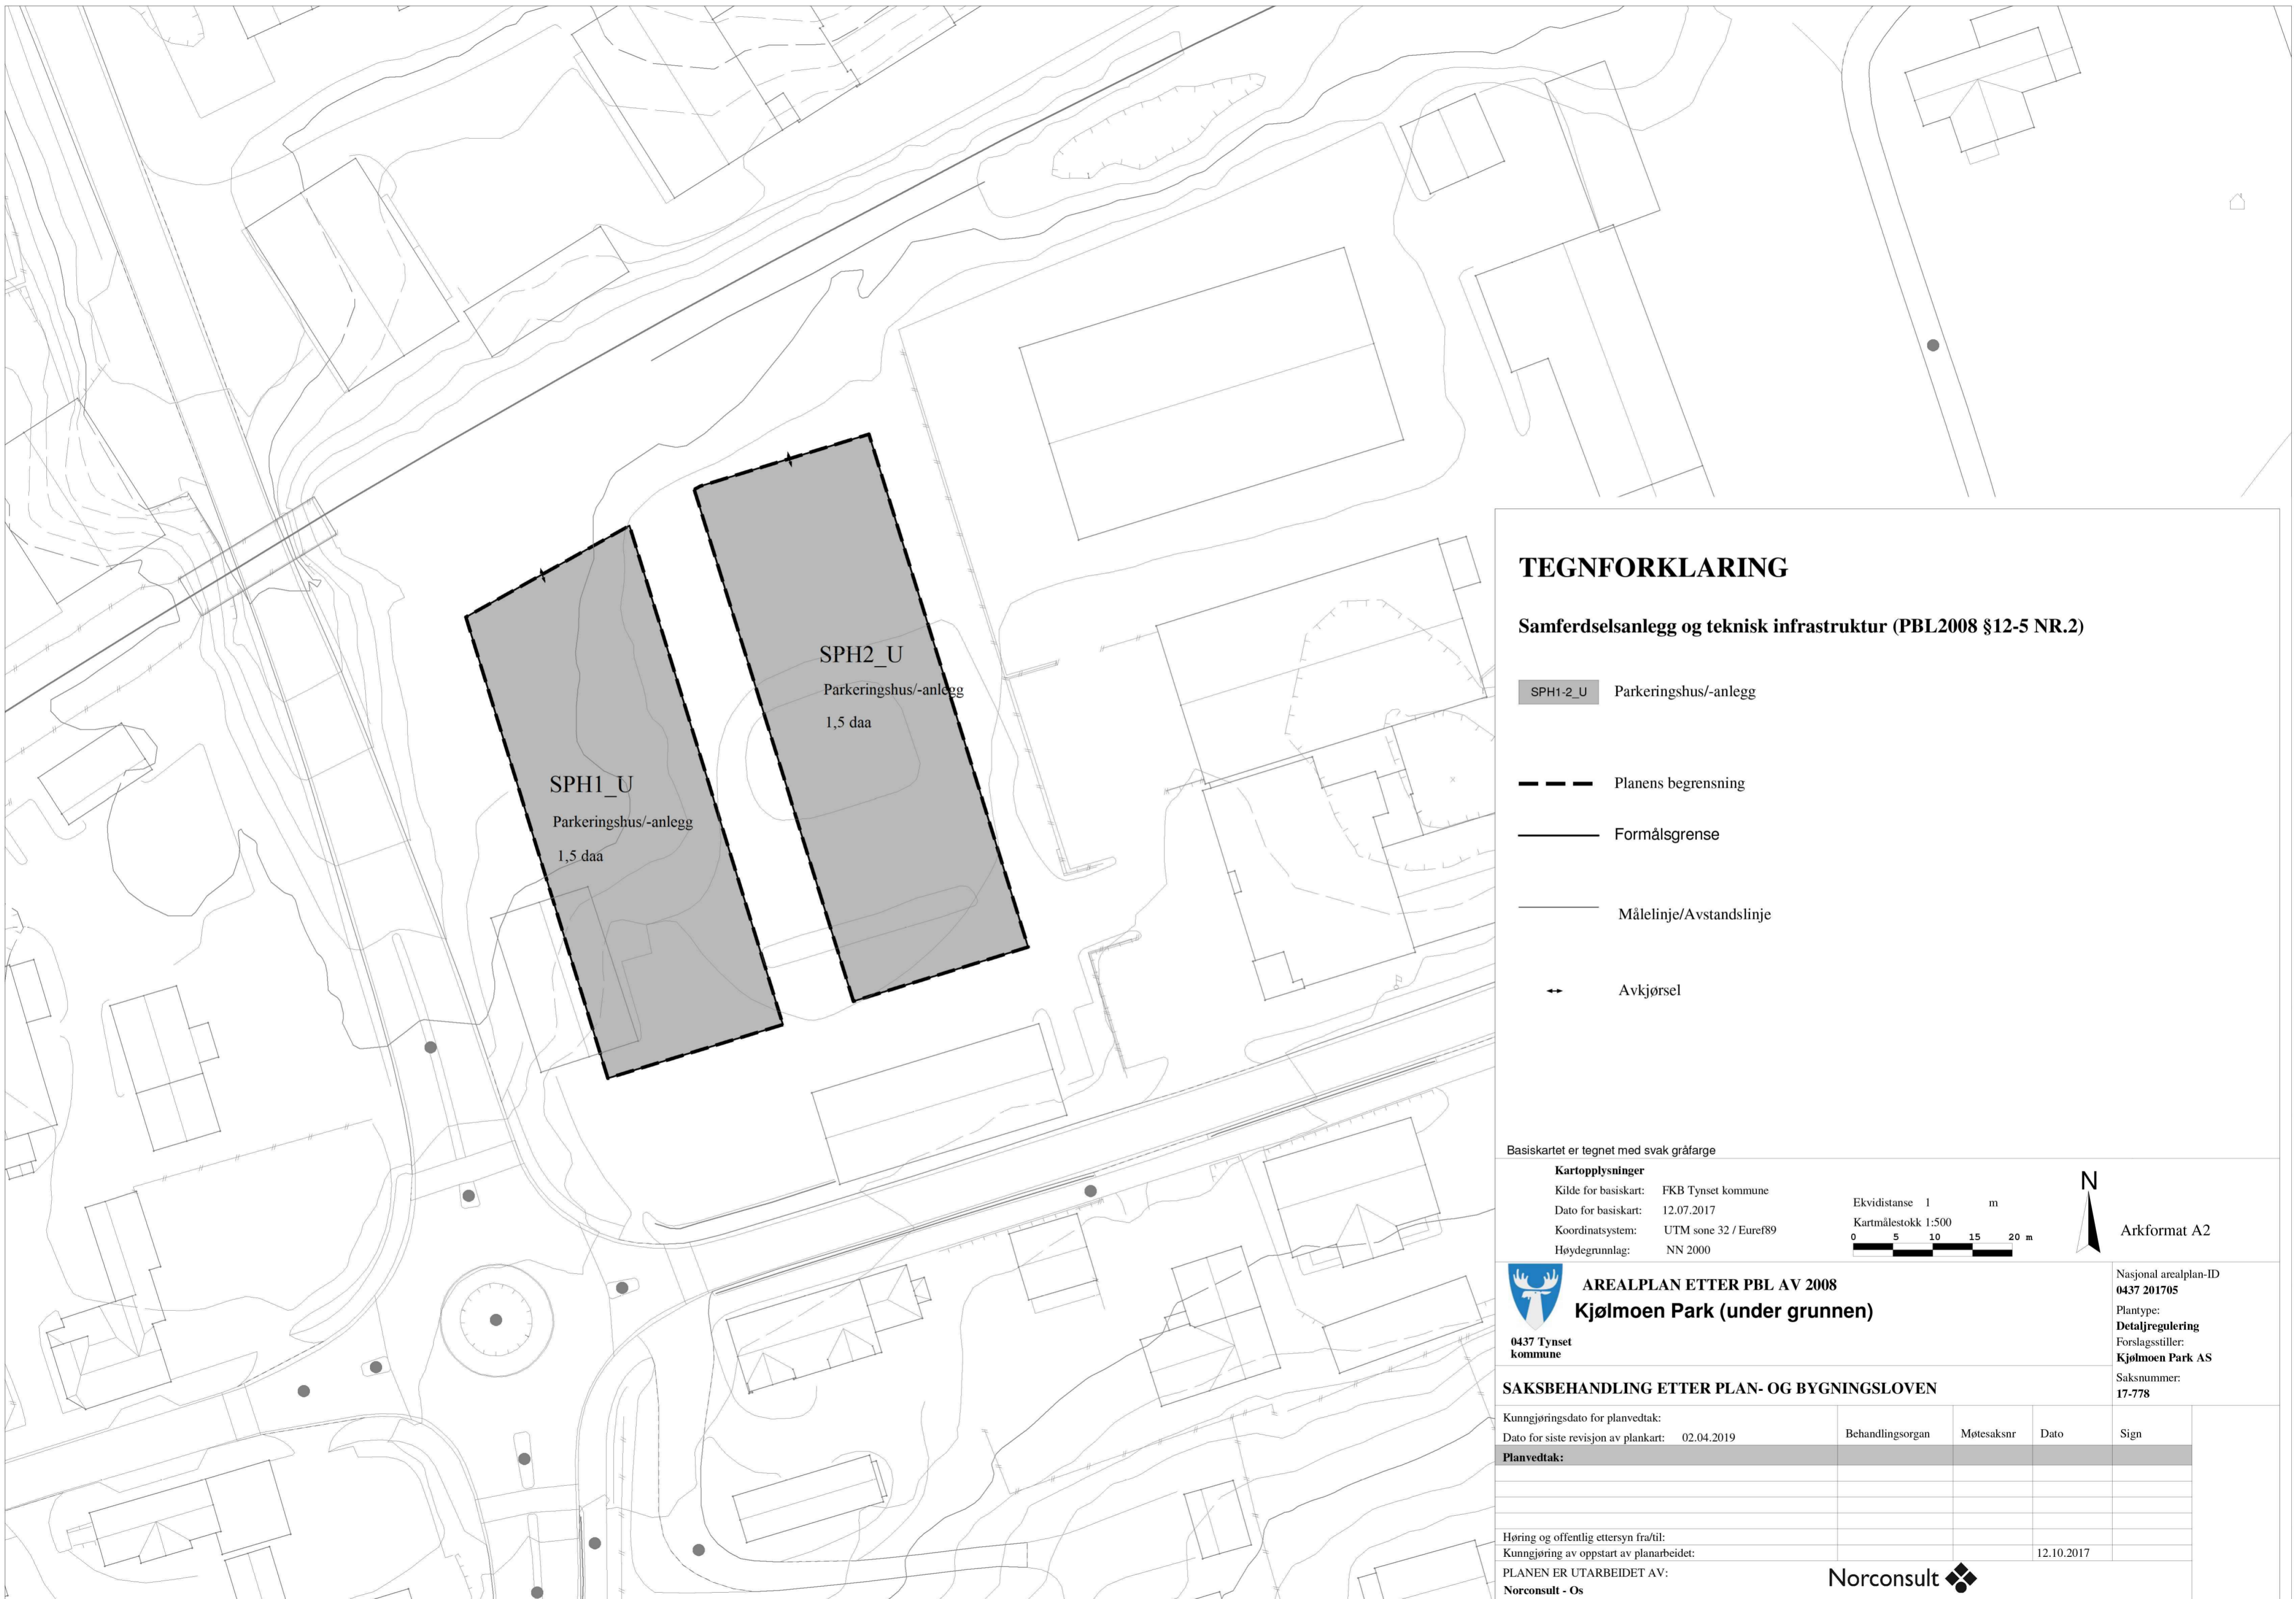 SPH2_U
Parkeringshus/-anlegg
1,5 daa
SPH1_U
Parkeringshus/-anlegg
1,5 daa
TEGNFORKLARING
Samferdselsanlegg og teknisk infrastruktur (PBL2008 §12-5 NR.2)
SPH1-2_U Parkeringshus/-anlegg
Planens begrensning
Formålsgrense
Målelinje/Avstandslinje
Avkjørsel
Basiskartet er tegnet med svak gråfarge
Kartopplysninger
Kilde for basiskart: FKB Tynset kommune
Dato for basiskart: 12.07.2017
Koordinatsystem: UTM sone 32 / Euref89
Høydegrunnlag: NN 2000
Ekvidistanse 1 m
Kartmålestokk 1:500
0 5 10 15 20 m
N
Arkformat A2
AREALPLAN ETTER PBL AV 2008
Kjølmoen Park (under grunnen)
0437 Tynset
kommune
Nasjonal arealplan-ID
0437 201705
Plantype:
Detaljregulering
Forslagsstiller:
Kjølmoen Park AS
Saksnummer:
17-778
SAKSBEHANDLING ETTER PLAN- OG BYGNINGSLOVEN
Kunngjøringsdato for planvedtak:
Dato for siste revisjon av plankart: 02.04.2019 Behandlingsorgan Møtesaksnr Dato Sign
Planvedtak:
Høring og offentlig ettersyn fra/til:
Kunngjøring av oppstart av planarbeidet: 12.10.2017
PLANEN ER UTARBEIDET AV:
Norconsult - Os
Norconsult